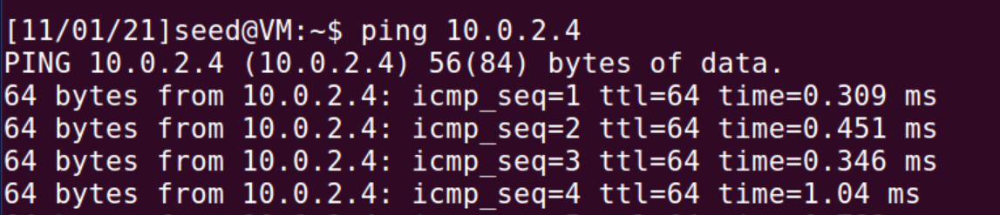 [11/01/21]seed@VM:~$ ping 10.0.2.4
PING 10.0.2.4 (10.0.2.4) 56(84) bytes of data.
64 bytes from 10.0.2.4: icmp_seq=1 ttl=64 time=0.309 ms
64 bytes from 10.0.2.4: icmp_seq=2 ttl=64 time=0.451 ms
64 bytes from 10.0.2.4: icmp_seq=3 ttl=64 time=0.346 ms
64 bytes from 10.0.2.4: icmp_seq=4 ttl=64 time=1.04 ms